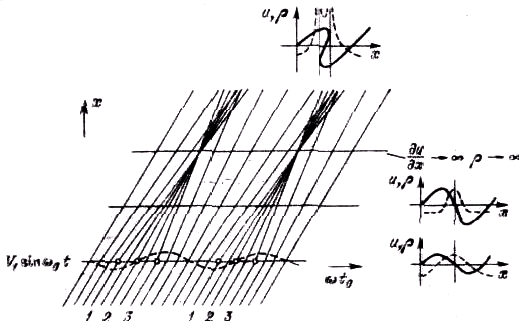 u, ρ
x
x
∂u/∂x → ∞ ρ → ∞
u, ρ
x
V₁ sin ω₀ t
u, ρ
x
ωt₀
1 2 3 1 2 3